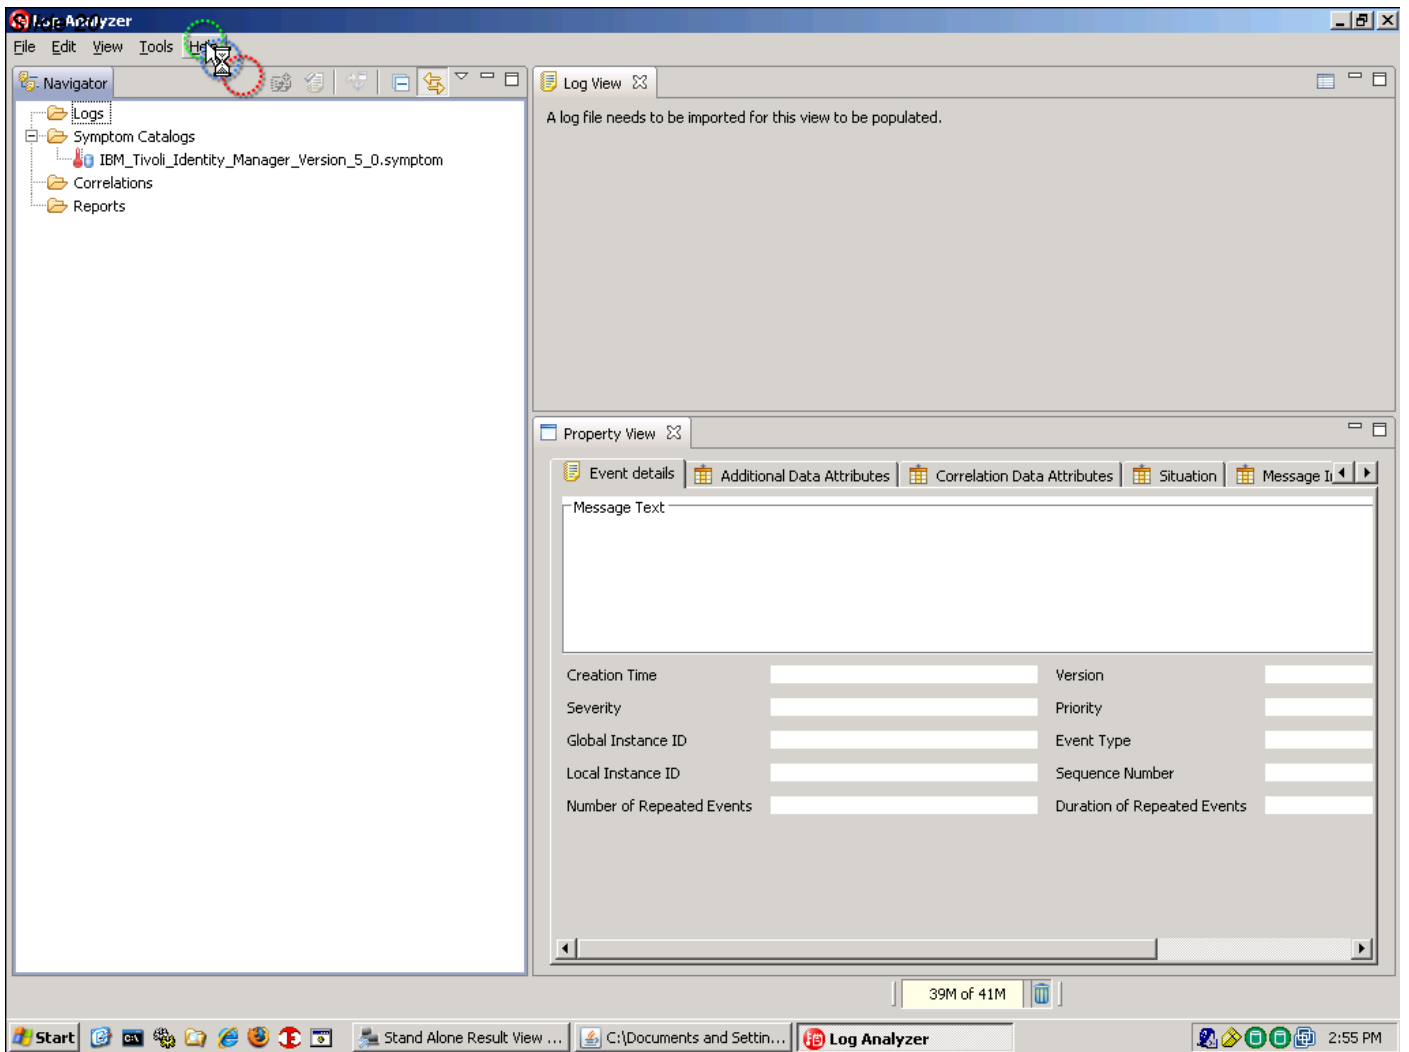 Log Analyzer
File Edit View Tools Help
Navigator
Log View
Logs
A log file needs to be imported for this view to be populated.
Symptom Catalogs
IBM_Tivoli_Identity_Manager_Version_5_0.symptom
Correlations
Reports
Property View
Event details Additional Data Attributes Correlation Data Attributes Situation Message
Message Text
Creation Time Version
Severity Priority
Global Instance ID Event Type
Local Instance ID Sequence Number
Number of Repeated Events Duration of Repeated Events
39M of 41M
Start Stand Alone Result View ... C:\Documents and Settin... Log Analyzer 2:55 PM